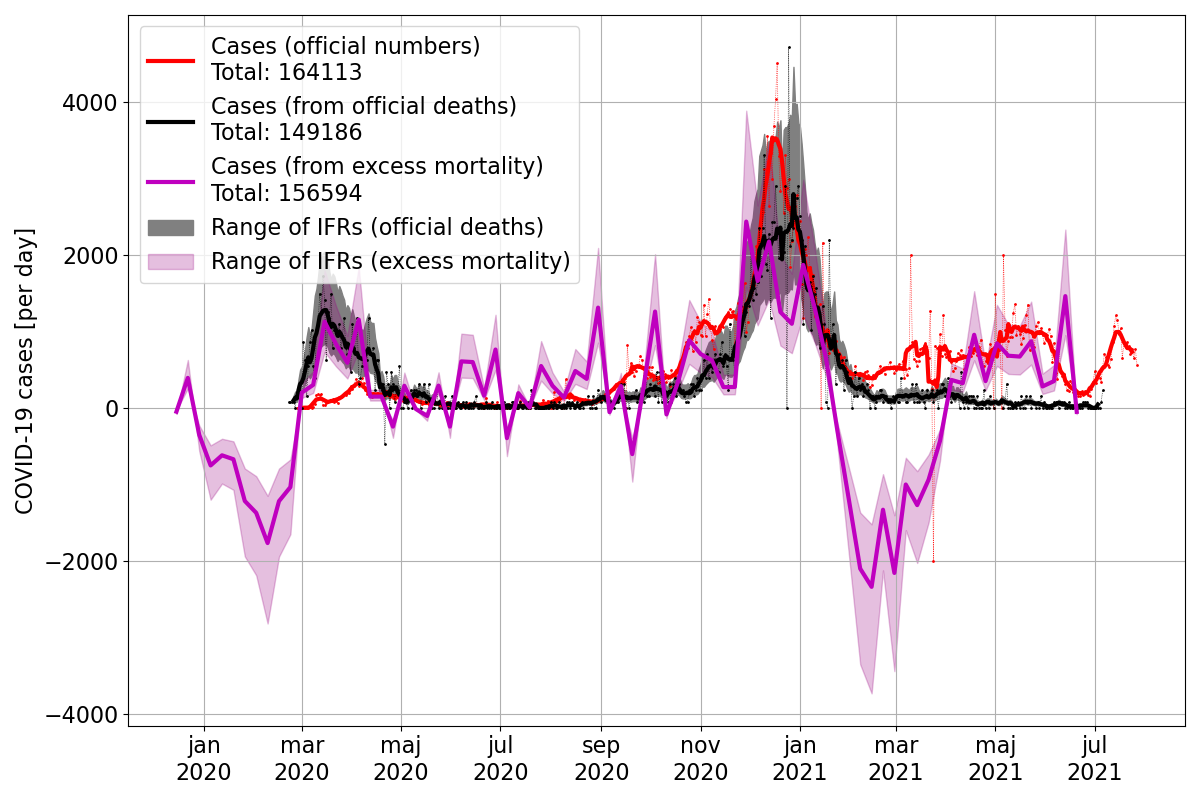 Cases (official numbers)
Total: 164113
Cases (from official deaths)
Total: 149186
Cases (from excess mortality)
Total: 156594
Range of IFRs (official deaths)
Range of IFRs (excess mortality)
COVID-19 cases [per day]
4000
2000
0
−2000
−4000
jan
2020
mar
2020
maj
2020
jul
2020
sep
2020
nov
2020
jan
2021
mar
2021
maj
2021
jul
2021